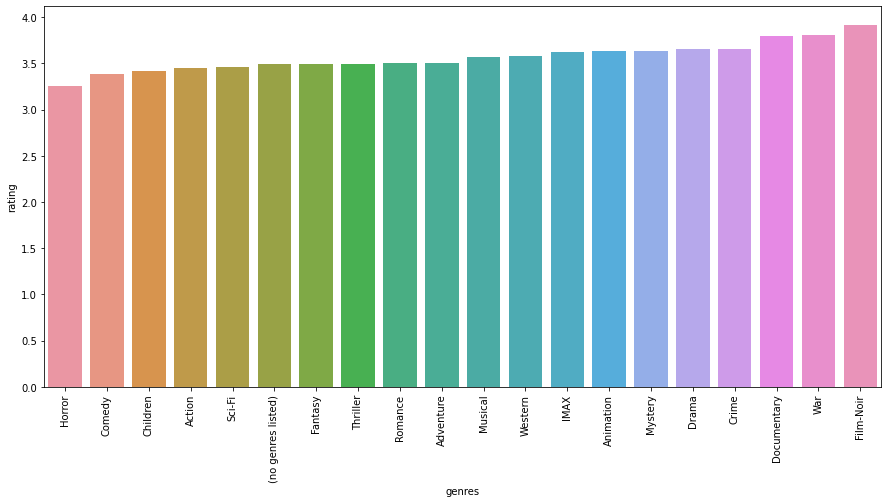 4.0
3.5
3.0
2.5
2.0
1.5
1.0
0.5
0.0
rating
Horror
Comedy
Children
Action
Sci-Fi
(no genres listed)
Fantasy
Thriller
Romance
Adventure
Musical
Western
IMAX
Animation
Mystery
Drama
Crime
Documentary
War
Film-Noir
genres